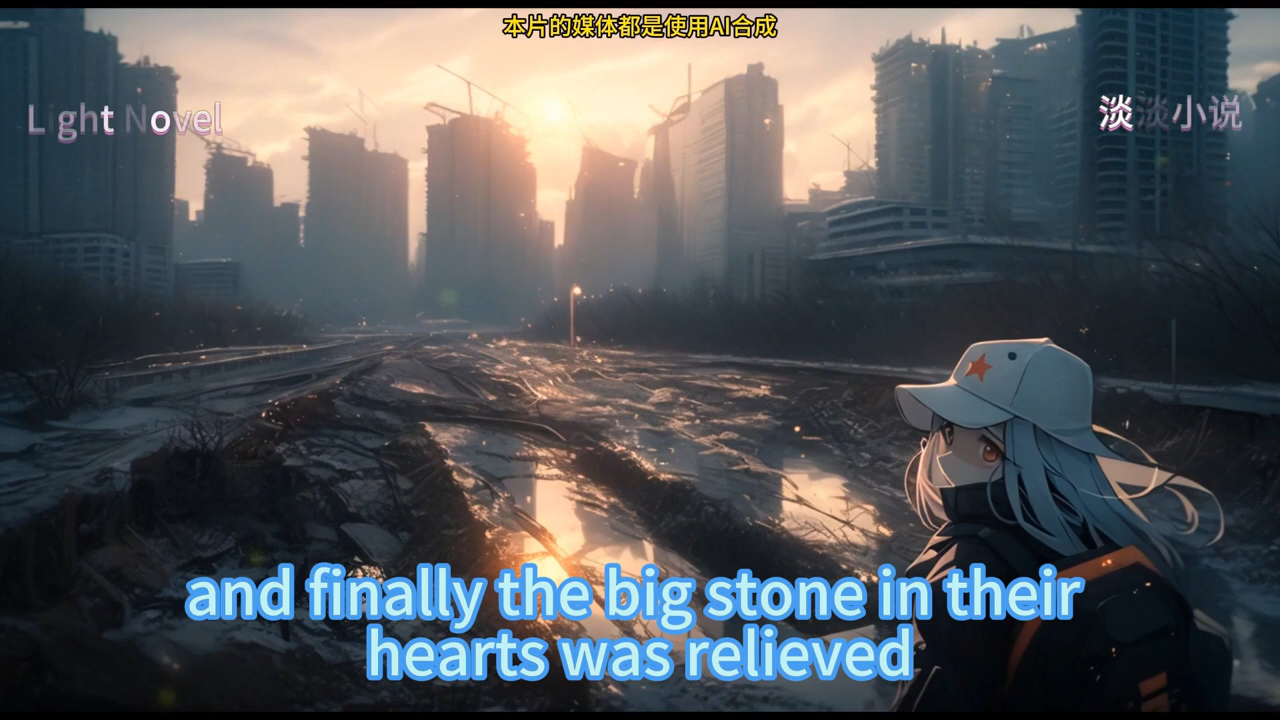 本片的媒体都是使用AI合成
Light Novel
淡淡小说
and finally the big stone in their
hearts was relieved